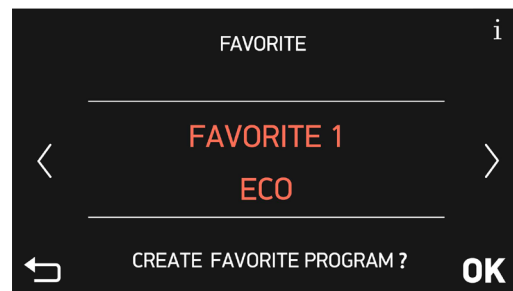 i
FAVORITE
FAVORITE 1
ECO
CREATE FAVORITE PROGRAM ?
OK